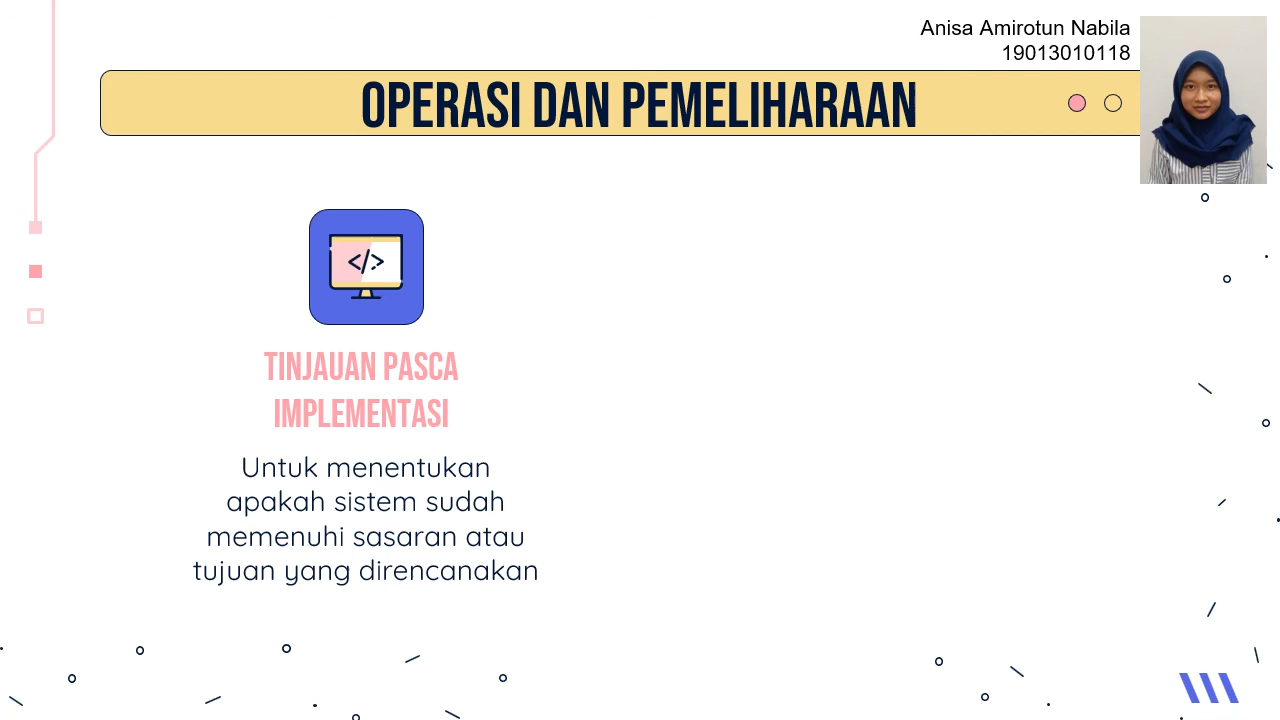 Anisa Amirotun Nabila
19013010118
OPERASI DAN PEMELIHARAAN
</>
TINJAUAN PASCA
IMPLEMENTASI
Untuk menentukan
apakah sistem sudah
memenuhi sasaran atau
tujuan yang direncanakan